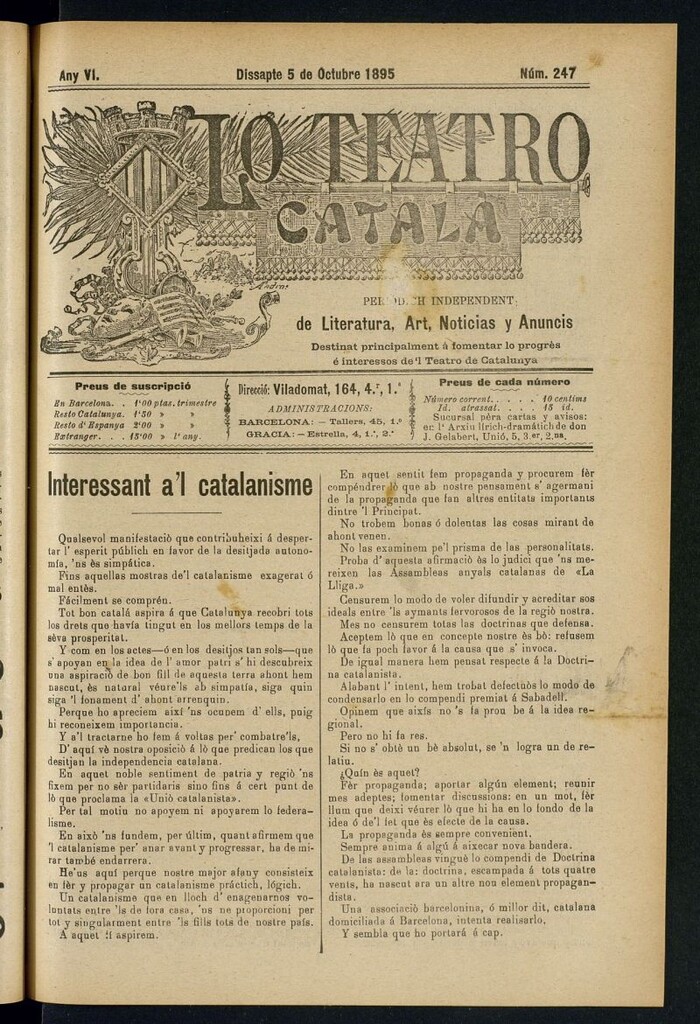 Any VI.
Dissapte 5 de Octubre 1895
Núm. 247
LO TEATRO
CATALÀ
INDEPENDENT
de Literatura, Art, Noticias y Anuncis
Destinat principalment á fomentar lo progrès
é interessos de'l Teatro de Catalunya
Preus de suscripció
En Barcelona. . 1'00 ptas. trimestre
Resto Catalunya. 1'50 » »
Resto d' Espanya 2'00 » »
Extranger. . . 15'00 » l' any.
Direcció: Viladomat, 164, 4.ʳ, 1.ª
ADMINISTRACIONS:
BARCELONA: — Tallers, 45, 1.º
GRACIA: — Estrella, 4, 1.ʳ, 2.ª
Preus de cada número
Número corrent. . . . . 10 céntims
Id. atrassat. . . . 15 id.
Sucursal péra cartas y avisos:
en l' Arxiu lírich-dramátich de don
J. Gelabert, Unió, 5, 3.er, 2.na,
Interessant a'l catalanisme
Qualsevol manifestació que contribuheixi á desper-
tar l' esperit públich en favor de la desitjada autono-
mía, 'ns ès simpática.
Fins aquellas mostras de'l catalanisme exagerat ó
mal entès.
Fácilment se comprén.
Tot bon català aspira á que Catalunya recobri tots
los drets que havía tingut en los mellors temps de la
sèva prosperitat.
Y com en los actes—ó en los desitjos tan sols—que
s' apoyan en la idea de l' amor patri s' hi descubreix
una aspiració de bon fill de aquesta terra ahont hem
nascut, ès natural véure'ls ab simpatía, siga quin
siga 'l fonament d' ahont arrenquin.
Perque ho apreciem així 'ns ocupem d' ells, puig
hi reconeixem importancia.
Y a'l tractarne ho fem á voltas per' combatre'ls,
D' aquí vè nostra oposició á lò que predican los que
desitjan la independencia catalana.
En aquet noble sentiment de patria y regiò 'ns
fixem per no sèr partidaris sino fins á cert punt de
lò que proclama la «Uniò catalanista».
Per tal motiu no apoyem ni apoyarem lo federa-
lisme.
En això 'ns fundem, per últim, quant afirmem que
'l catalanisme per' anar avant y progressar, ha de mi-
rar també endarrera.
He'us aquí perque nostre major afany consisteix
en fèr y propagar un catalanisme práctich, lógich.
Un catalanisme que en lloch d' enagenarnos vo-
luntats entre 'ls de fora casa, 'ns ne proporcioni per
tot y singularment entre 'ls fills tots de nostre país.
A aquet fí aspirem.
En aquet sentit fem propaganda y procurem fèr
compéndrer lò que ab nostre pensament s' agermani
de la propaganda que fan altres entitats importants
dintre 'l Principat.
No trobem bonas ó dolentas las cosas mirant de
ahont venen.
No las examinem pe'l prisma de las personalitats.
Proba d' aquesta afirmació ès lo judici que 'ns me-
reixen las Assambleas anyals catalanas de «La
Lliga.»
Censurem lo modo de voler difundir y acreditar sos
ideals entre 'ls aymants fervorosos de la regió nostra.
Mes no censurem totas las doctrinas que defensa.
Aceptem lò que en concepte nostre ès bò: refusem
lò que fa poch favor á la causa que s' invoca.
De igual manera hem pensat respecte á la Doctri-
na catalanista.
Alabant l' intent, hem trobat defectuòs lo modo de
condensarlo en lo compendi premiat á Sabadell.
Opinem que aixís no 's fa prou be á la idea re-
gional.
Pero no hi fa res.
Si no s' obtè un bè absolut, se 'n logra un de re-
latiu.
¿Quín ès aquet?
Fèr propaganda; aportar algún element; reunir
mes adeptes; fomentar discussions: en un mot, fèr
llum que deixi véurer lò que hi ha en lo fondo de la
idea ó de'l fet que ès efecte de la causa.
La propaganda ès sempre convenient.
Sempre anima á algú á aixecar nova bandera.
De las assambleas vingué lo compendi de Doctrina
catalanista: de la: doctrina, escampada á tots quatre
vents, ha nascut ara un altre nou element propagan-
dista.
Una associació barcelonina, ó millor dit, catalana
domiciliada á Barcelona, intenta realisarlo.
Y sembla que ho portará á cap.